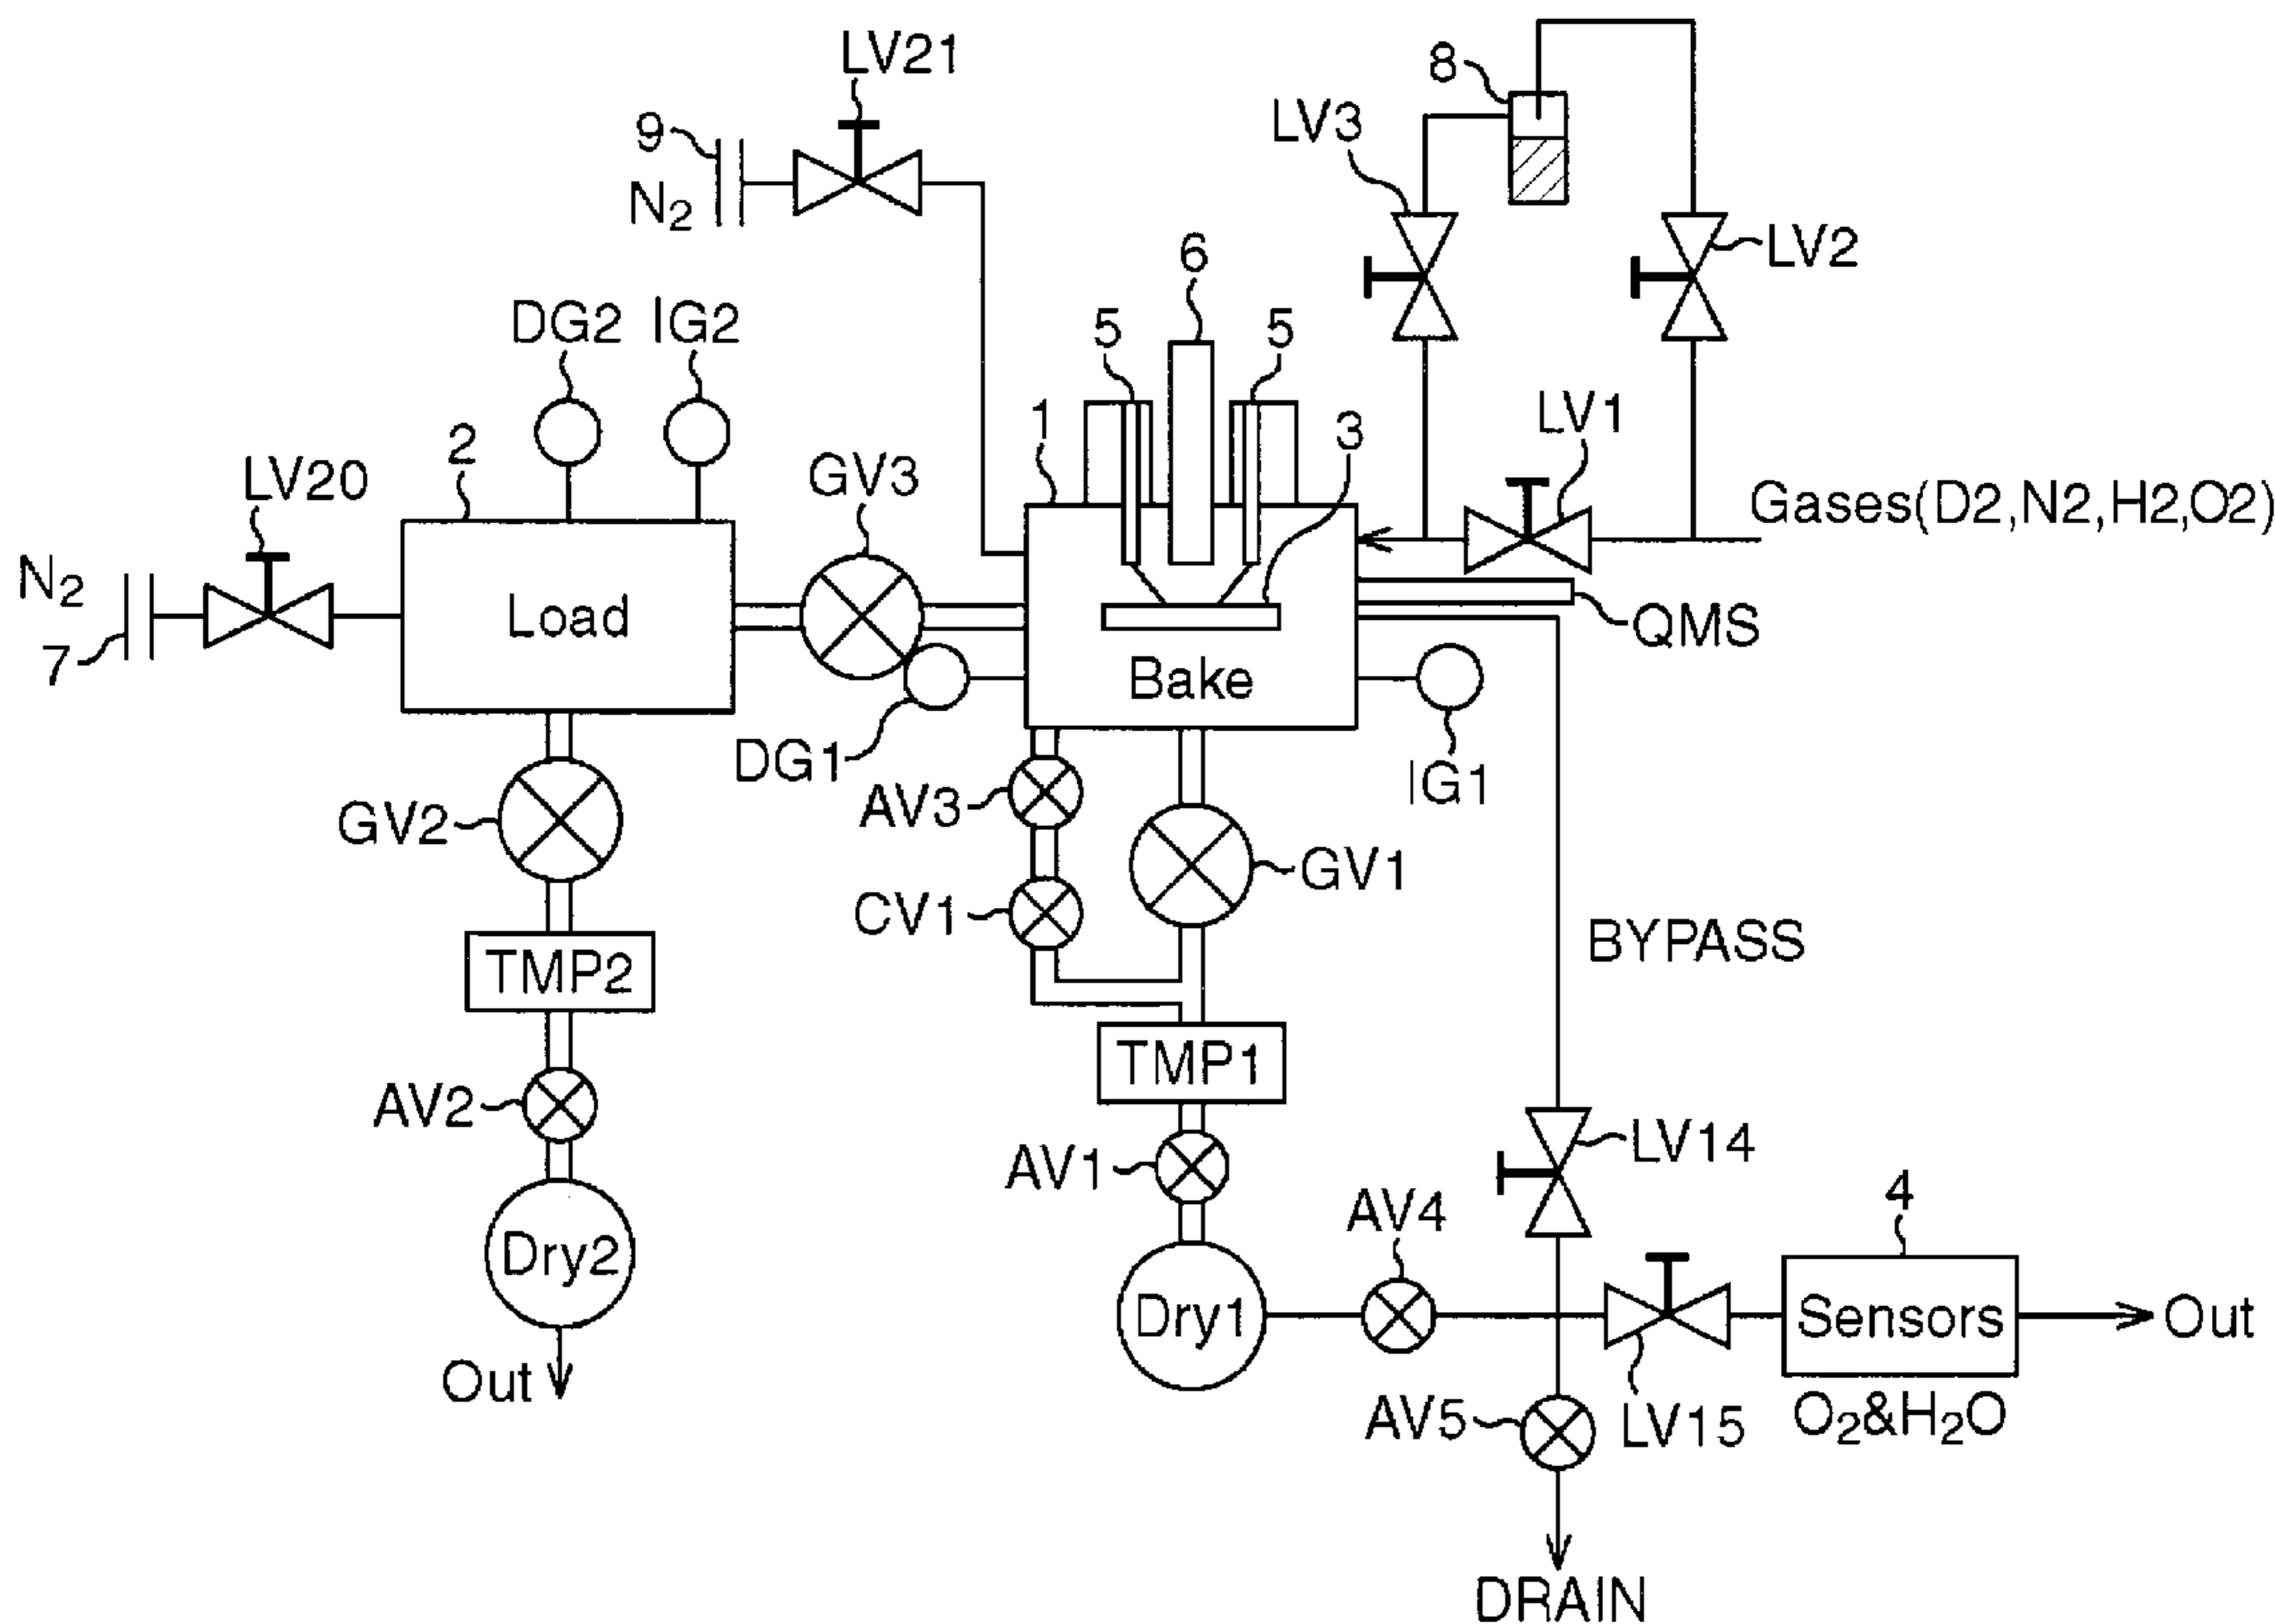 LV21
8
9
N2
LV3
LV2
6
DG2
IG2
5
5
LV20
2
GV3
1
3
LV1
Gases(D2,N2,H2,O2)
N2
7
Load
Bake
QMS
DG1
IG1
GV2
AV3
GV1
CV1
BYPASS
TMP2
TMP1
AV2
AV1
LV14
AV4
4
Dry2
Dry1
Sensors
Out
Out
AV5
LV15
O2&H2O
DRAIN